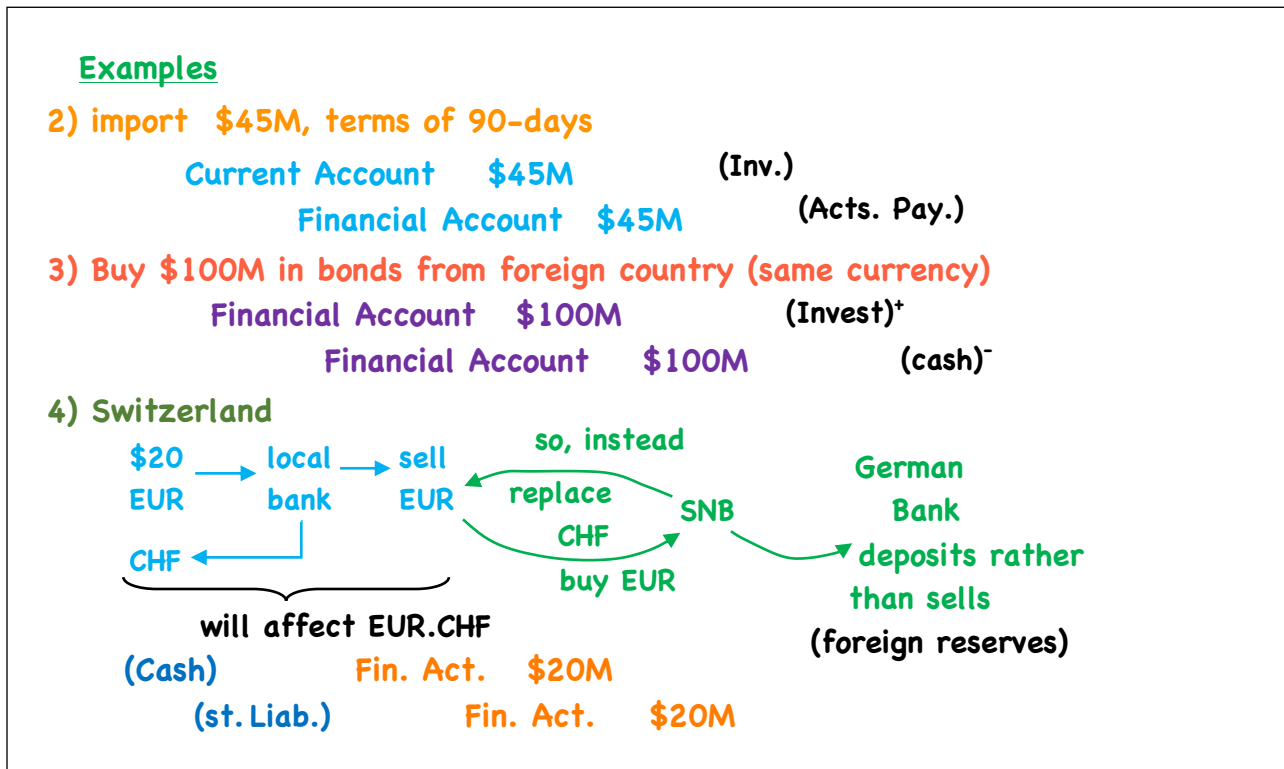 Examples
2) import $45M, terms of 90-days
Current Account $45M (Inv.)
Financial Account $45M (Acts. Pay.)
3) Buy $100M in bonds from foreign country (same currency)
Financial Account $100M (Invest)⁺
Financial Account $100M (cash)⁻
4) Switzerland
$20 EUR
local bank
sell EUR
CHF
will affect EUR.CHF
so, instead
replace
CHF
buy EUR
SNB
German
Bank
deposits rather
than sells
(foreign reserves)
(Cash) Fin. Act. $20M
(st. Liab.) Fin. Act. $20M